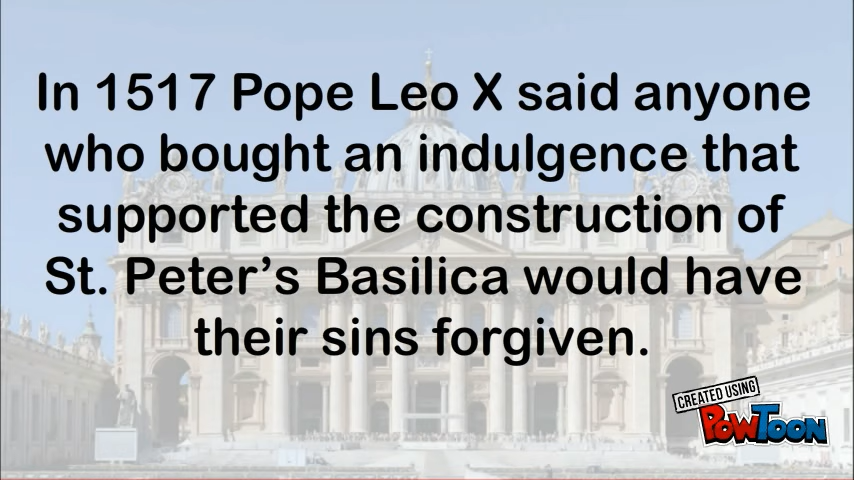 In 1517 Pope Leo X said anyone
who bought an indulgence that
supported the construction of
St. Peter’s Basilica would have
their sins forgiven.
CREATED USING
POWTOON